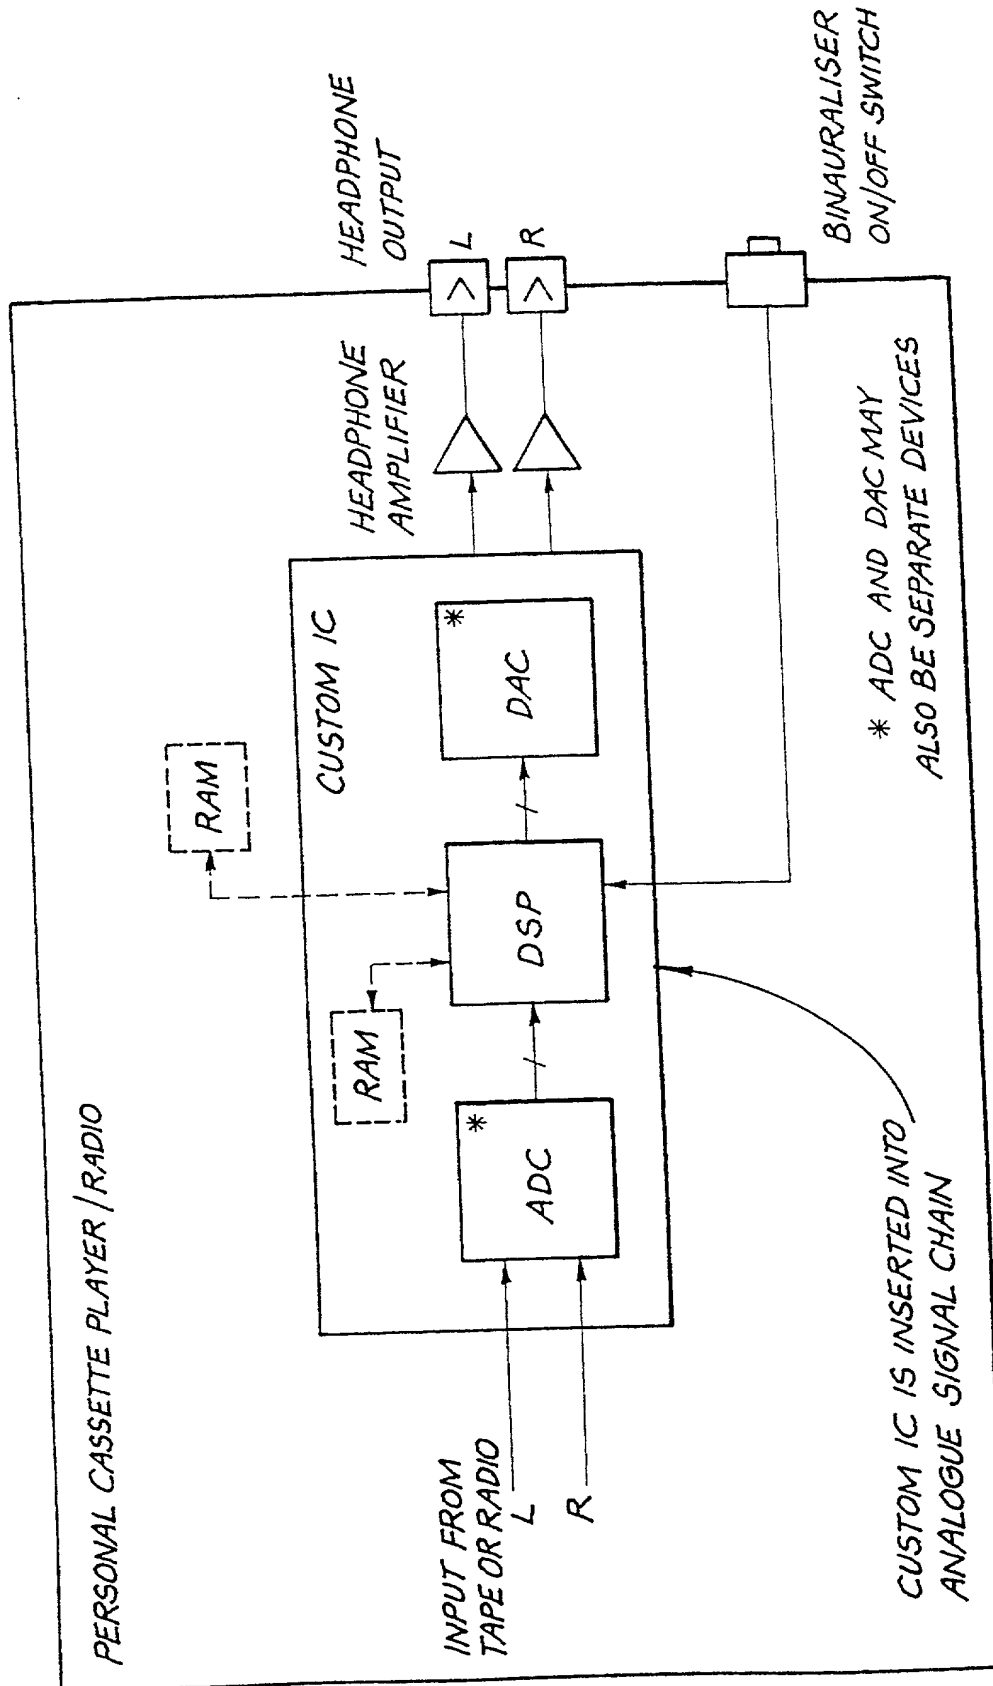 PERSONAL CASSETTE PLAYER / RADIO
RAM
RAM
CUSTOM IC
HEADPHONE
AMPLIFIER
HEADPHONE
OUTPUT
L
R
INPUT FROM
TAPE OR RADIO
L
R
*
ADC
DSP
*
DAC
BINAURALISER
ON/OFF SWITCH
* ADC AND DAC MAY
ALSO BE SEPARATE DEVICES
CUSTOM IC IS INSERTED INTO
ANALOGUE SIGNAL CHAIN